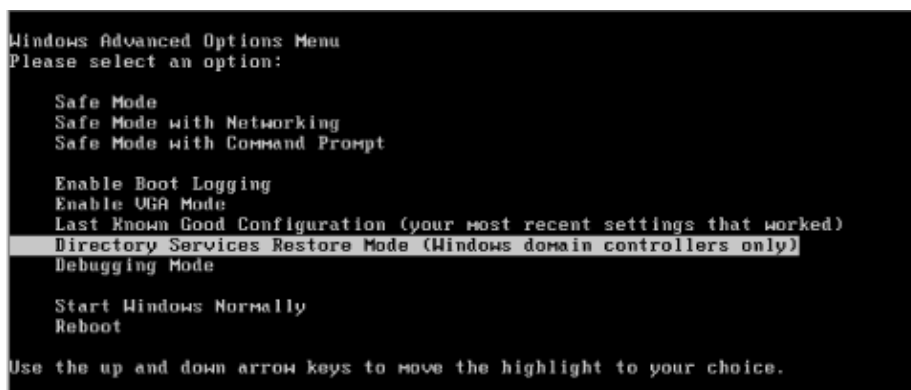 Windows Advanced Options Menu
Please select an option:
Safe Mode
Safe Mode with Networking
Safe Mode with Command Prompt
Enable Boot Logging
Enable VGA Mode
Last Known Good Configuration (your most recent settings that worked)
Directory Services Restore Mode (Windows domain controllers only)
Debugging Mode
Start Windows Normally
Reboot
Use the up and down arrow keys to move the highlight to your choice.